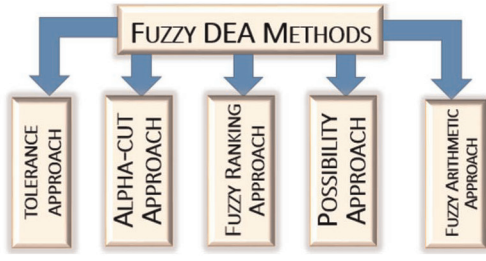 FUZZY DEA METHODS
TOLERANCE
APPROACH
ALPHA-CUT
APPROACH
FUZZY RANKING
APPROACH
POSSIBILITY
APPROACH
FUZZY ARITHMETIC
APPROACH